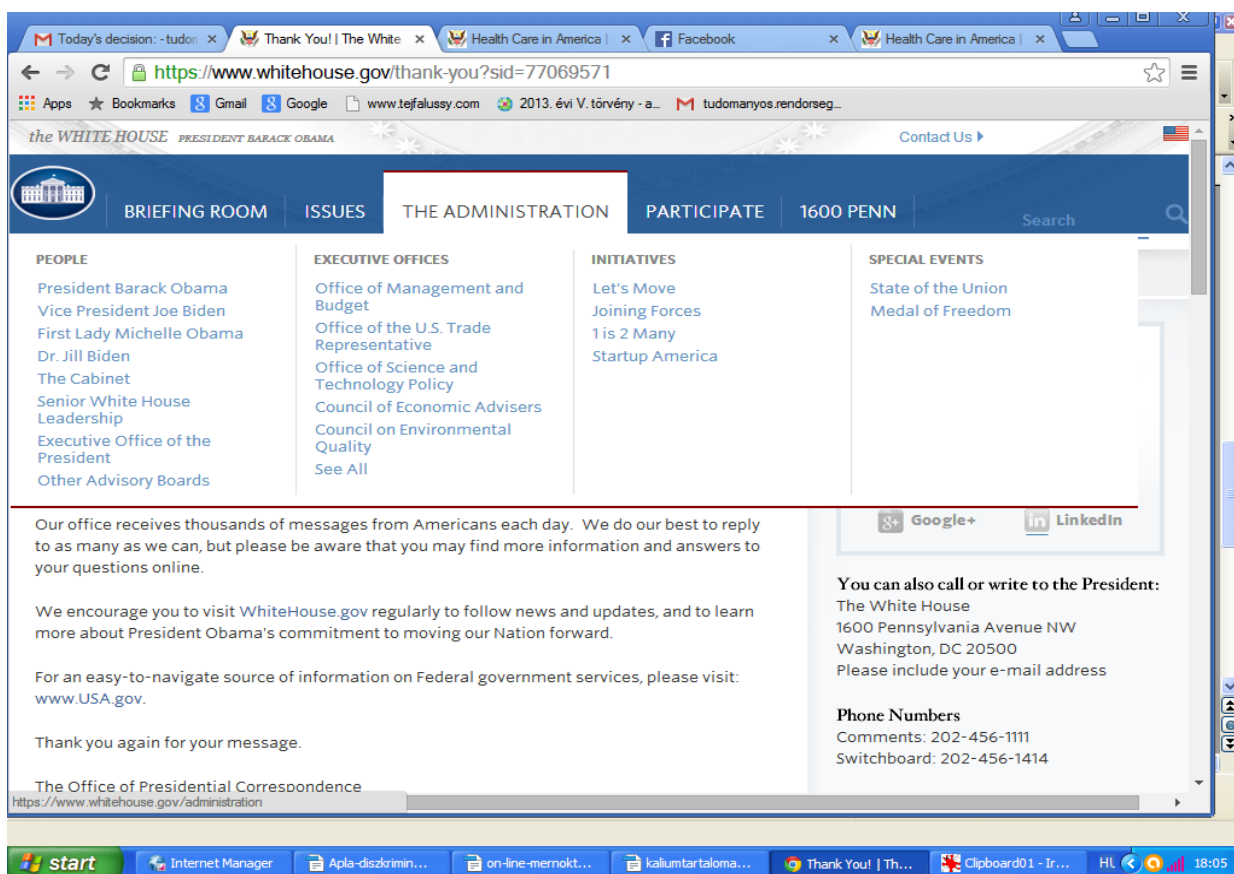 Today's decision: - tudon
Thank You! | The White
Health Care in America |
Facebook
Health Care in America |
https://www.whitehouse.gov/thank-you?sid=77069571
Apps Bookmarks Gmail Google www.tejfalussy.com 2013. évi V. törvény - a... tudomanyos.rendorseg...
the WHITE HOUSE PRESIDENT BARACK OBAMA
Contact Us
BRIEFING ROOM ISSUES THE ADMINISTRATION PARTICIPATE 1600 PENN Search
PEOPLE
President Barack Obama
Vice President Joe Biden
First Lady Michelle Obama
Dr. Jill Biden
The Cabinet
Senior White House
Leadership
Executive Office of the
President
Other Advisory Boards
EXECUTIVE OFFICES
Office of Management and
Budget
Office of the U.S. Trade
Representative
Office of Science and
Technology Policy
Council of Economic Advisers
Council on Environmental
Quality
See All
INITIATIVES
Let's Move
Joining Forces
1 is 2 Many
Startup America
SPECIAL EVENTS
State of the Union
Medal of Freedom
Our office receives thousands of messages from Americans each day. We do our best to reply
to as many as we can, but please be aware that you may find more information and answers to
your questions online.
We encourage you to visit WhiteHouse.gov regularly to follow news and updates, and to learn
more about President Obama's commitment to moving our Nation forward.
For an easy-to-navigate source of information on Federal government services, please visit:
www.USA.gov.
Thank you again for your message.
The Office of Presidential Correspondence
Google+ LinkedIn
You can also call or write to the President:
The White House
1600 Pennsylvania Avenue NW
Washington, DC 20500
Please include your e-mail address
Phone Numbers
Comments: 202-456-1111
Switchboard: 202-456-1414
https://www.whitehouse.gov/administration
start Internet Manager Apla-diszkrimin... on-line-mernokt... kaliumtartaloma... Thank You! | Th... Clipboard01 - Ir... HU 18:05